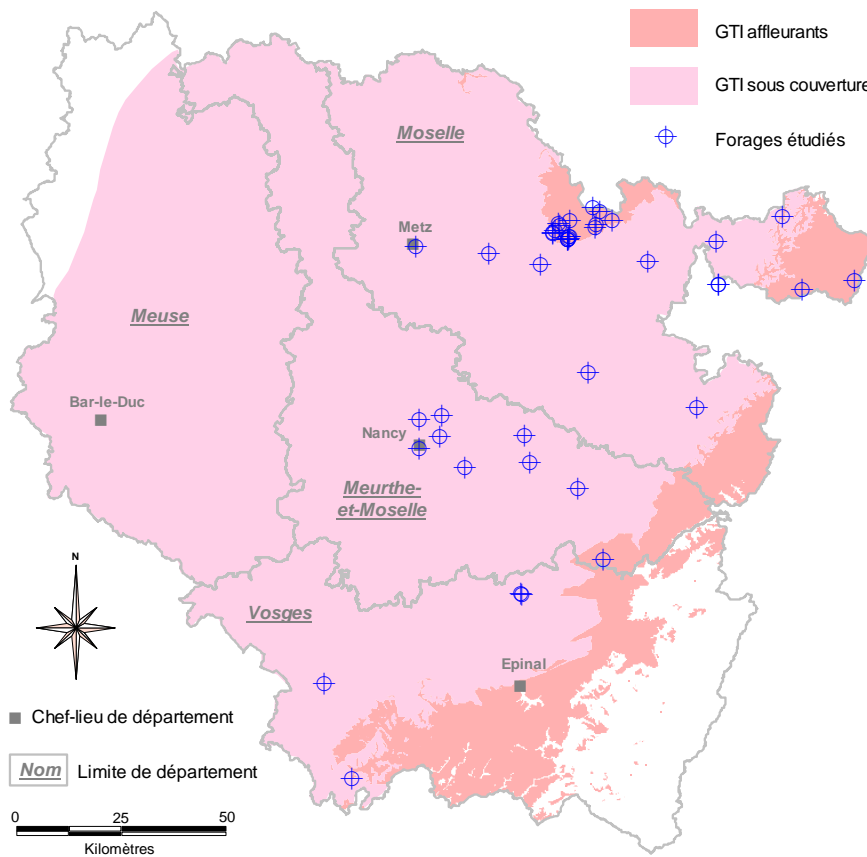 GTI affleurants
GTI sous couverture
Forages étudiés
Moselle
Metz
Meuse
Bar-le-Duc
Nancy
Meurthe-
et-Moselle
N
Vosges
Epinal
Chef-lieu de département
Nom Limite de département
0 25 50
Kilomètres